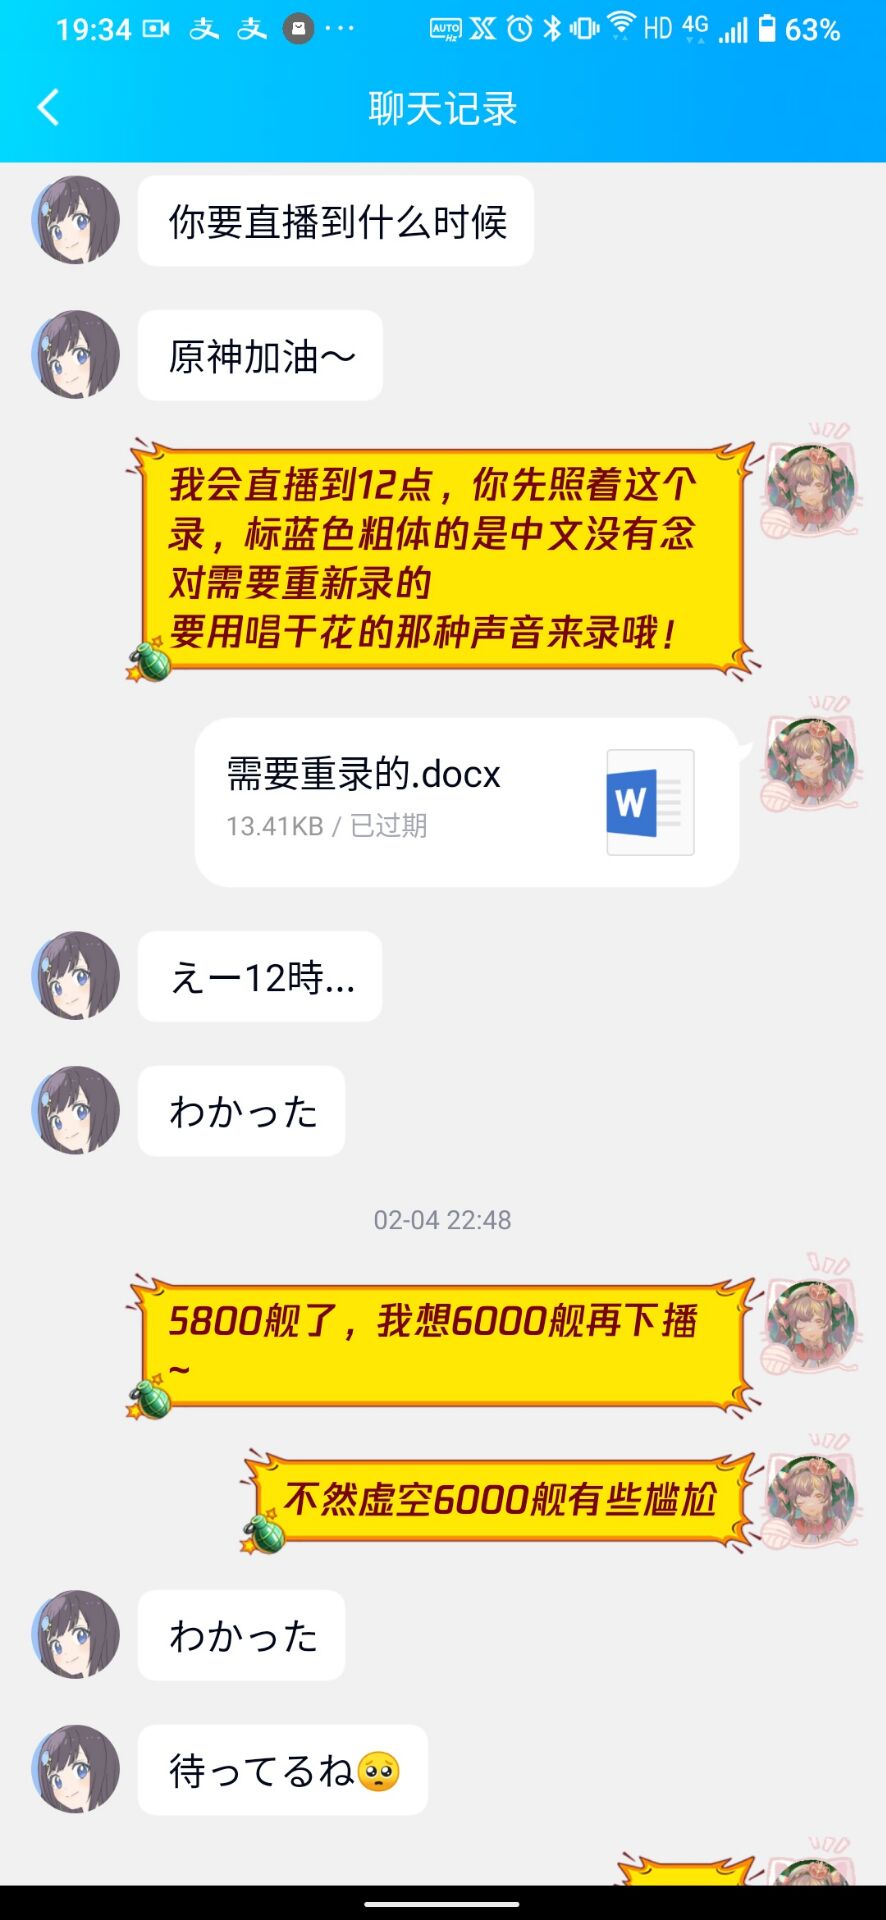 19:34 支 支 ... AUTO Hz HD 4G 63%
聊天记录
你要直播到什么时候
原神加油～
我会直播到12点，你先照着这个
录，标蓝色粗体的是中文没有念
对需要重新录的
要用唱千花的那种声音来录哦！
需要重录的.docx
W
13.41KB / 已过期
えー12時...
わかった
02-04 22:48
5800舰了，我想6000舰再下播
~
不然虚空6000舰有些尴尬
わかった
待ってるね🥺